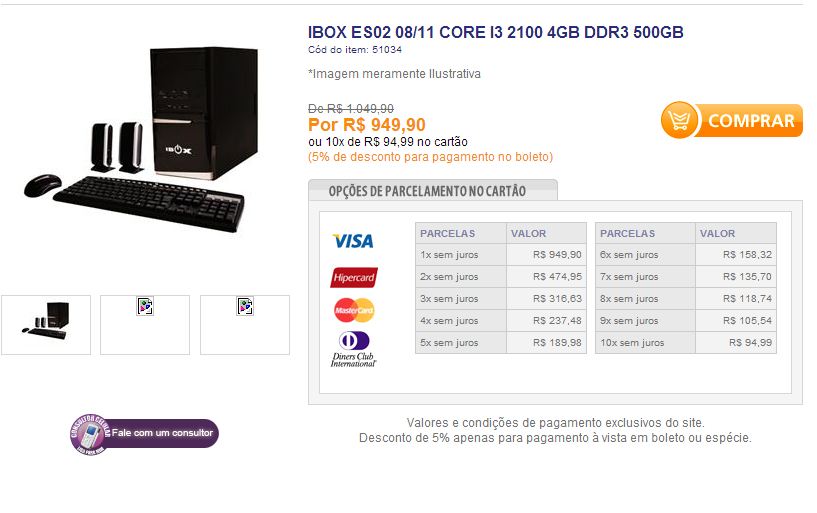 IBOX ES02 08/11 CORE I3 2100 4GB DDR3 500GB
Cód do item: 51034
*Imagem meramente Ilustrativa
De R$ 1.049,90
Por R$ 949,90
ou 10x de R$ 94,99 no cartão
(5% de desconto para pagamento no boleto)
COMPRAR
IBOX
OPÇÕES DE PARCELAMENTO NO CARTÃO
VISA
Hipercard
MasterCard
Diners Club
International
PARCELAS VALOR PARCELAS VALOR
1x sem juros R$ 949,90 6x sem juros R$ 158,32
2x sem juros R$ 474,95 7x sem juros R$ 135,70
3x sem juros R$ 316,63 8x sem juros R$ 118,74
4x sem juros R$ 237,48 9x sem juros R$ 105,54
5x sem juros R$ 189,98 10x sem juros R$ 94,99
CONSULTOR CELULAR
Fale com um consultor
Valores e condições de pagamento exclusivos do site.
Desconto de 5% apenas para pagamento à vista em boleto ou espécie.